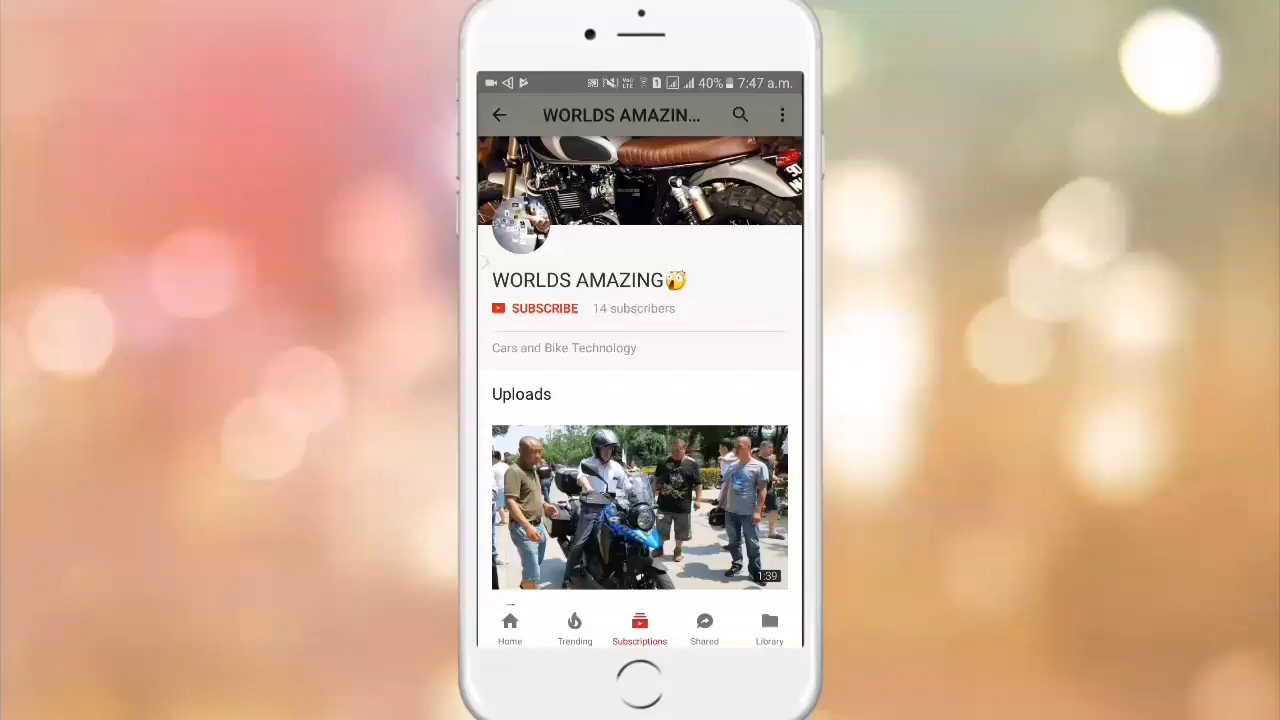 40% 7:47 a.m.
WORLDS AMAZIN...
WORLDS AMAZING😱
SUBSCRIBE 14 subscribers
Cars and Bike Technology
Uploads
1:39
Home Trending Subscriptions Shared Library